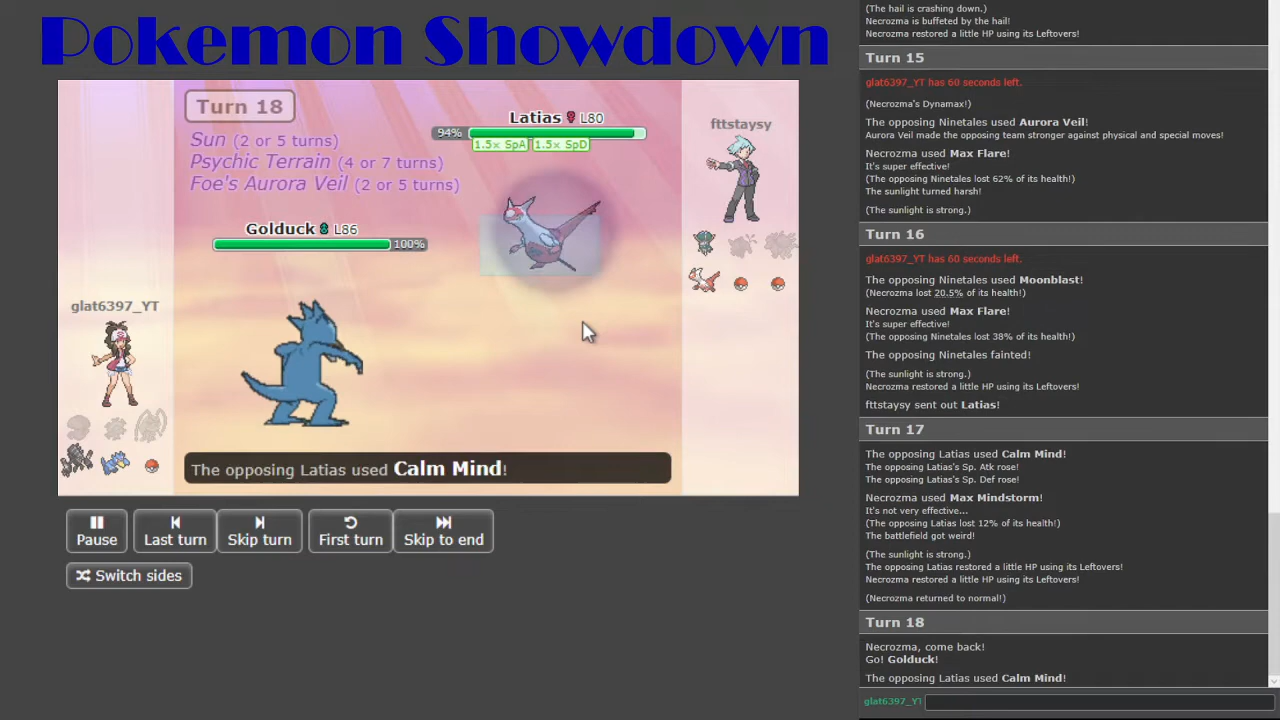 Pokemon Showdown
Turn 18
Sun (2 or 5 turns)
Psychic Terrain (4 or 7 turns)
Foe's Aurora Veil (2 or 5 turns)
Latias L80
94%
1.5× SpA 1.5× SpD
fttstaysy
Golduck L86
100%
glat6397_YT
The opposing Latias used Calm Mind!
Pause
Last turn
Skip turn
First turn
Skip to end
Switch sides
(The hail is crashing down.)
Necrozma is buffeted by the hail!
Necrozma restored a little HP using its Leftovers!
Turn 15
glat6397_YT has 60 seconds left.
(Necrozma's Dynamax!)
The opposing Ninetales used Aurora Veil!
Aurora Veil made the opposing team stronger against physical and special moves!
Necrozma used Max Flare!
It's super effective!
(The opposing Ninetales lost 62% of its health!)
The sunlight turned harsh!
(The sunlight is strong.)
Turn 16
glat6397_YT has 60 seconds left.
The opposing Ninetales used Moonblast!
(Necrozma lost 20.5% of its health!)
Necrozma used Max Flare!
It's super effective!
(The opposing Ninetales lost 38% of its health!)
The opposing Ninetales fainted!
(The sunlight is strong.)
Necrozma restored a little HP using its Leftovers!
fttstaysy sent out Latias!
Turn 17
The opposing Latias used Calm Mind!
The opposing Latias's Sp. Atk rose!
The opposing Latias's Sp. Def rose!
Necrozma used Max Mindstorm!
It's not very effective...
(The opposing Latias lost 12% of its health!)
The battlefield got weird!
(The sunlight is strong.)
The opposing Latias restored a little HP using its Leftovers!
Necrozma restored a little HP using its Leftovers!
(Necrozma returned to normal!)
Turn 18
Necrozma, come back!
Go! Golduck!
The opposing Latias used Calm Mind!
glat6397_YT